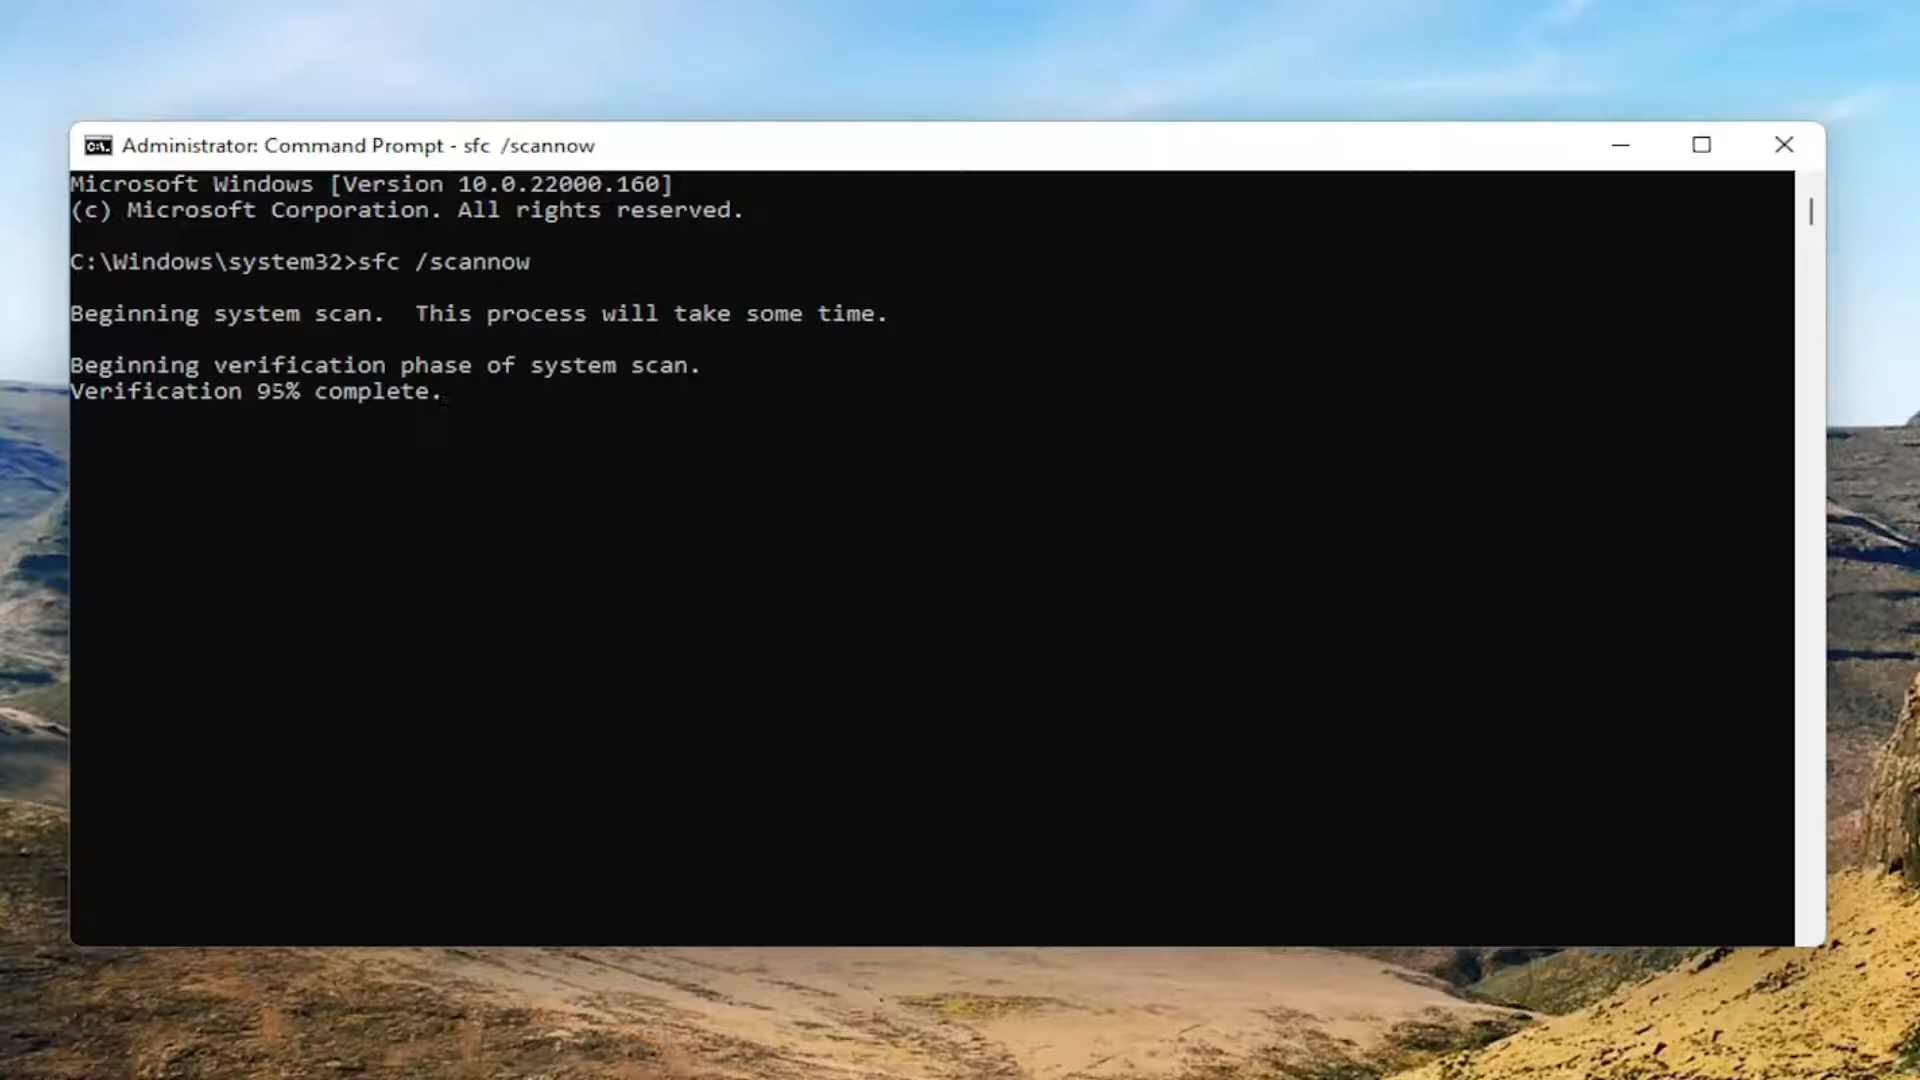 Administrator: Command Prompt - sfc  /scannow
Microsoft Windows [Version 10.0.22000.160]
(c) Microsoft Corporation. All rights reserved.
C:\Windows\system32>sfc /scannow
Beginning system scan.  This process will take some time.
Beginning verification phase of system scan.
Verification 95% complete.